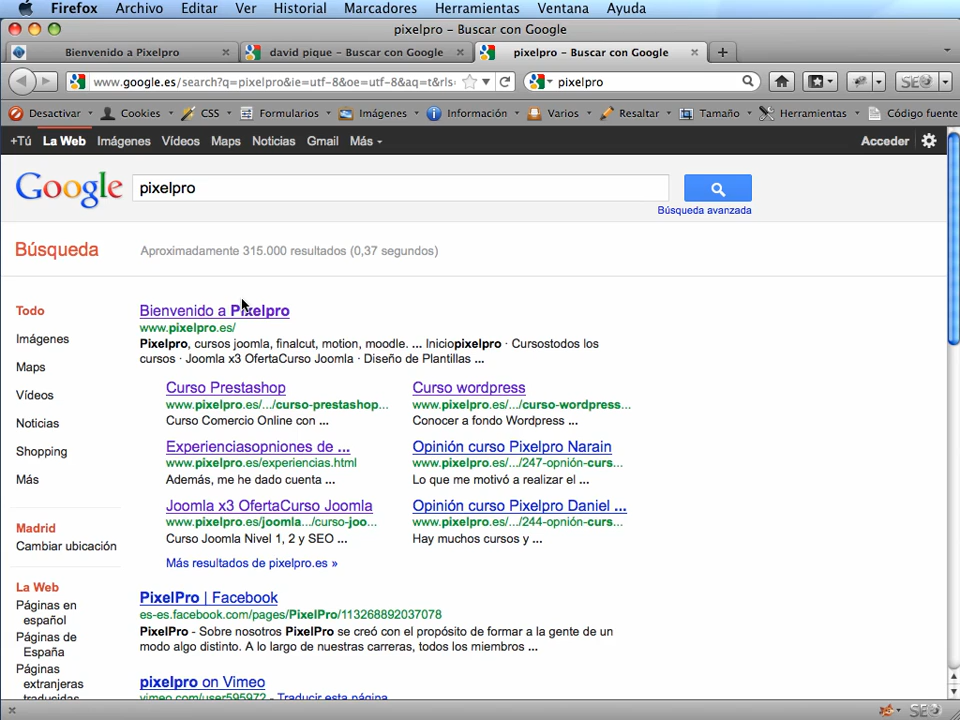 Firefox Archivo Editar Ver Historial Marcadores Herramientas Ventana Ayuda
pixelpro - Buscar con Google
Bienvenido a Pixelpro
david pique - Buscar con Google
pixelpro - Buscar con Google
www.google.es/search?q=pixelpro&ie=utf-8&oe=utf-8&aq=t&rls=
pixelpro
SEO
Desactivar Cookies CSS Formularios Imágenes Información Varios Resaltar Tamaño Herramientas Código fuente
+Tú La Web Imágenes Vídeos Maps Noticias Gmail Más Acceder
Google
pixelpro
Búsqueda avanzada
Búsqueda
Aproximadamente 315.000 resultados (0,37 segundos)
Todo
Imágenes
Maps
Vídeos
Noticias
Shopping
Más
Madrid
Cambiar ubicación
La Web
Páginas en
español
Páginas de
España
Páginas
extranjeras
traducidas
Bienvenido a Pixelpro
www.pixelpro.es/
Pixelpro, cursos joomla, finalcut, motion, moodle. ... Iniciopixelpro · Cursostodos los
cursos · Joomla x3 OfertaCurso Joomla · Diseño de Plantillas ...
Curso Prestashop
www.pixelpro.es/.../curso-prestashop...
Curso Comercio Online con ...
Curso wordpress
www.pixelpro.es/.../curso-wordpress...
Conocer a fondo Wordpress ...
Experienciasopniones de ...
www.pixelpro.es/experiencias.html
Además, me he dado cuenta ...
Opinión curso Pixelpro Narain
www.pixelpro.es/.../247-opnión-curs...
Lo que me motivó a realizar el ...
Joomla x3 OfertaCurso Joomla
www.pixelpro.es/joomla.../curso-joo...
Curso Joomla Nivel 1, 2 y SEO ...
Opinión curso Pixelpro Daniel ...
www.pixelpro.es/.../244-opnión-curs...
Hay muchos cursos y ...
Más resultados de pixelpro.es »
PixelPro | Facebook
es-es.facebook.com/pages/PixelPro/113268892037078
PixelPro - Sobre nosotros PixelPro se creó con el propósito de formar a la gente de un
modo algo distinto. A lo largo de nuestras carreras, todos los miembros ...
pixelpro on Vimeo
vimeo.com/user595972 - Traducir esta página
SEO